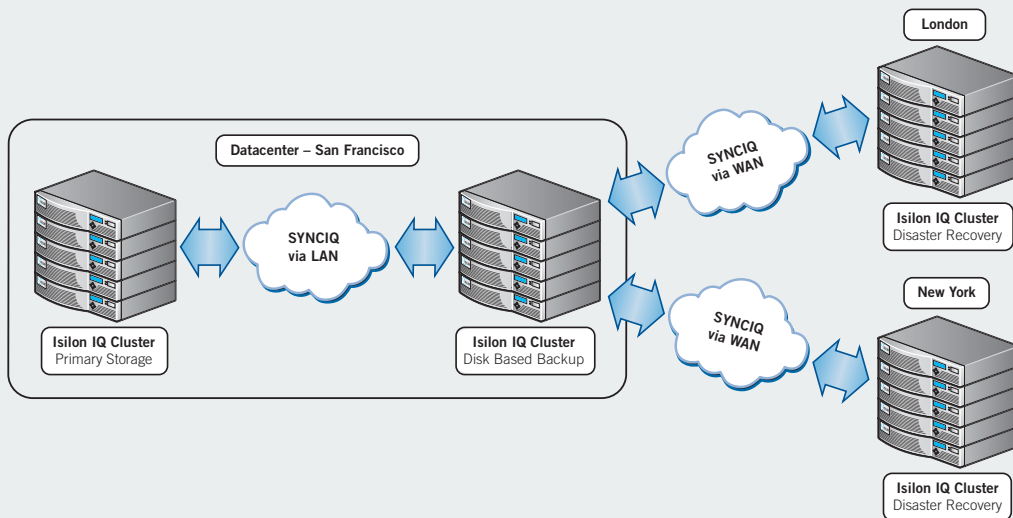 London
Datacenter – San Francisco
SYNCIQ
via WAN
SYNCIQ
via LAN
Isilon IQ Cluster
Disaster Recovery
Isilon IQ Cluster
Primary Storage
Isilon IQ Cluster
Disk Based Backup
New York
SYNCIQ
via WAN
Isilon IQ Cluster
Disaster Recovery